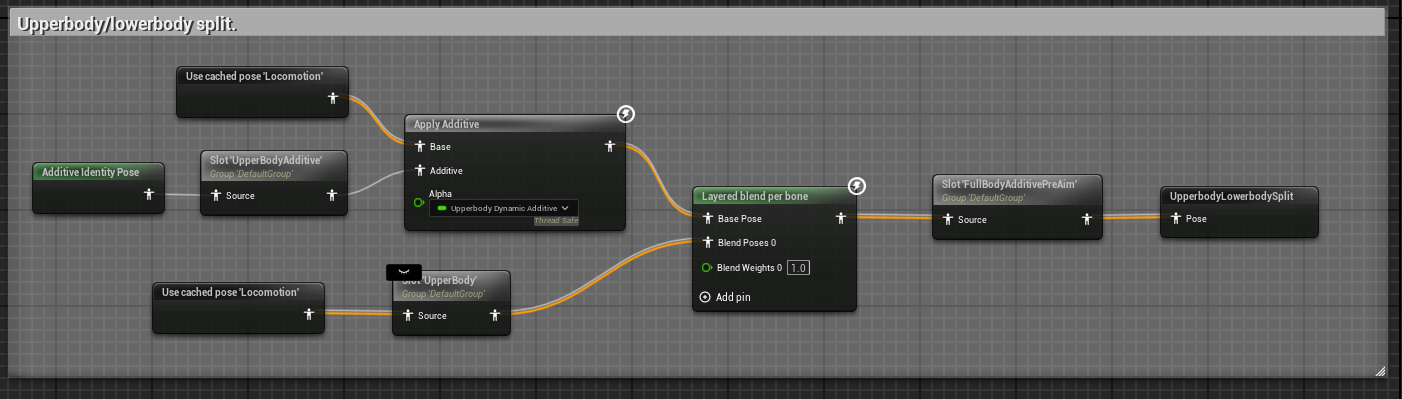 Upperbody/lowerbody split.
Use cached pose 'Locomotion'
Additive Identity Pose
Slot 'UpperBodyAdditive'
Group 'DefaultGroup'
Source
Apply Additive
Base
Additive
Alpha
Upperbody Dynamic Additive
Thread Safe
Use cached pose 'Locomotion'
Slot 'UpperBody'
Group 'DefaultGroup'
Source
Layered blend per bone
Base Pose
Blend Poses 0
Blend Weights 0 1.0
Add pin
Slot 'FullBodyAdditivePreAim'
Group 'DefaultGroup'
Source
UpperbodyLowerbodySplit
Pose